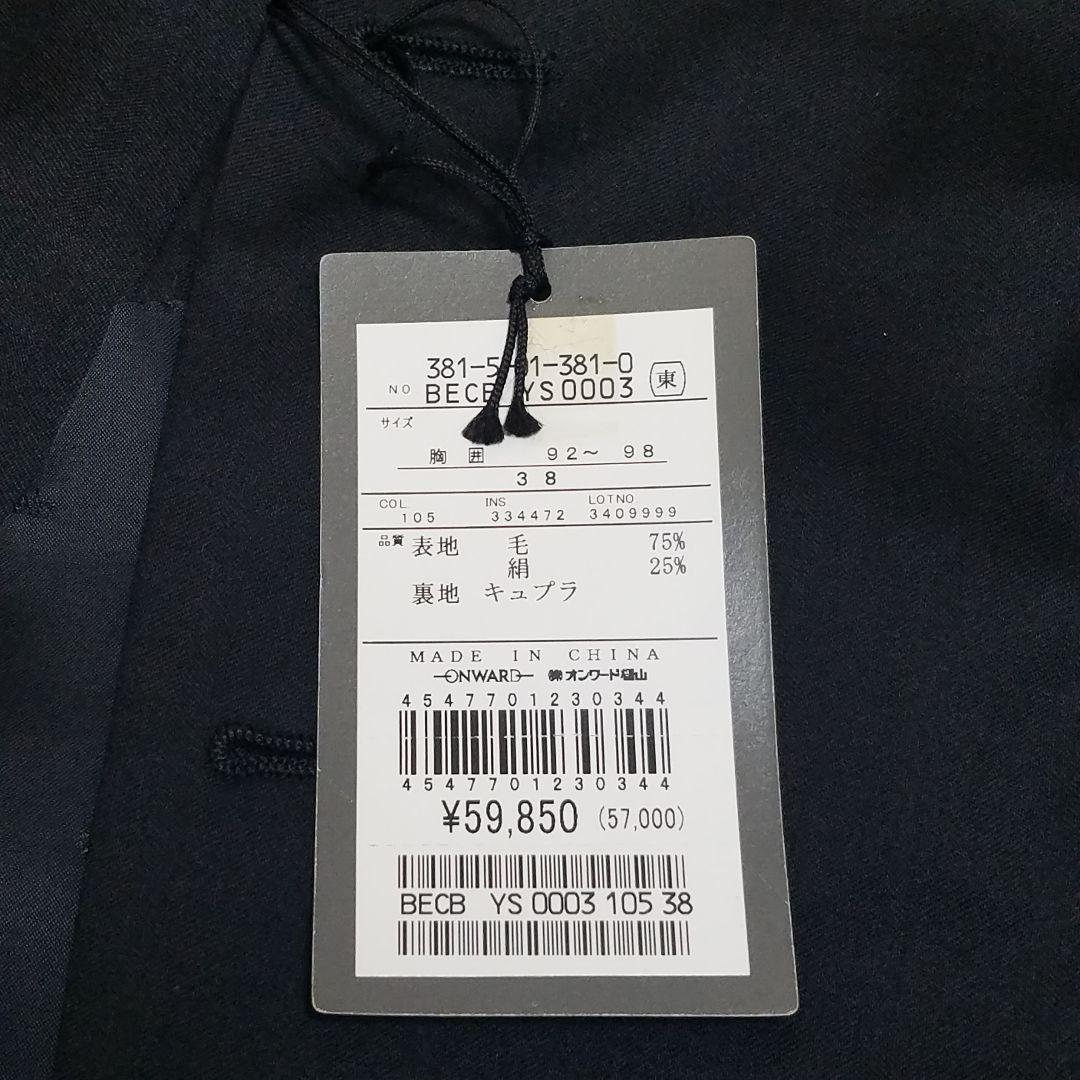 381-5 1-381-0
NO BECB YS0003 東
サイズ
胸囲 92～98
38
COL INS LOTNO
105 334472 3409999
品質 表地 毛 75%
絹 25%
裏地 キュプラ
MADE IN CHINA
ONWARD ㈱オンワード樫山
4547701230344
4547701230344
¥59,850 (57,000)
BECB YS 0003 105 38